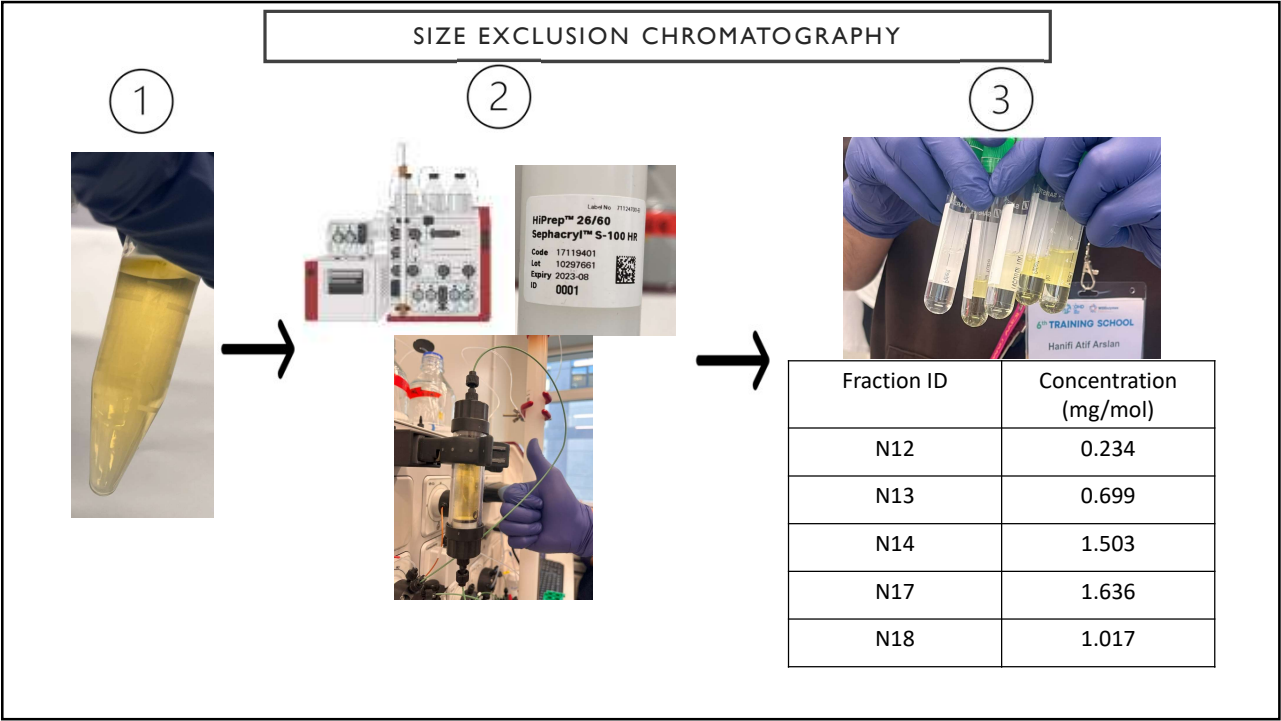 SIZE EXCLUSION CHROMATOGRAPHY
1
2
3
Label No
HiPrep™ 26/60
Sephacryl™ S-100 HR
Code 17119401
Lot 10297661
Expiry 2023-08
ID 0001
6th TRAINING SCHOOL
Hanifi Atif Arslan
Fraction ID Concentration
(mg/mol)
N12 0.234
N13 0.699
N14 1.503
N17 1.636
N18 1.017